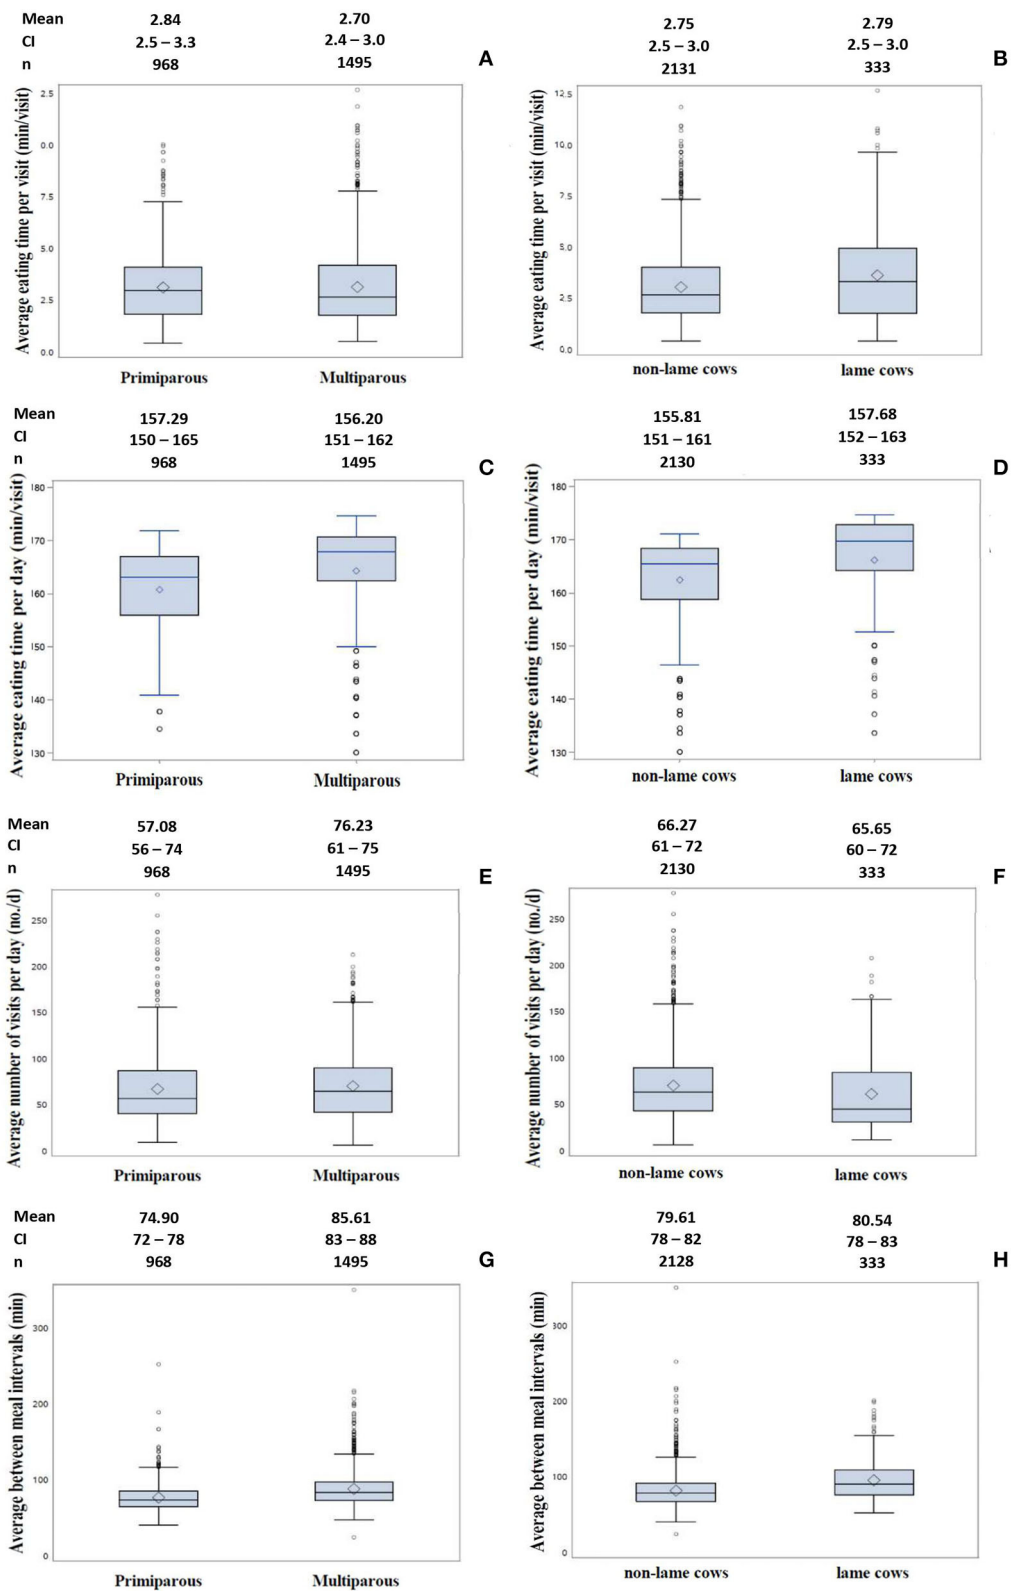 Mean 2.84 2.70
CI 2.5 – 3.3 2.4 – 3.0
n 968 1495
A
Average eating time per visit (min/visit)
2.5
0.0
7.5
5.0
2.5
0.0
Primiparous Multiparous
2.75 2.79
2.5 – 3.0 2.5 – 3.0
2131 333
B
Average eating time per visit (min/visit)
12.5
10.0
7.5
5.0
2.5
0.0
non-lame cows lame cows
Mean 157.29 156.20
CI 150 – 165 151 – 162
n 968 1495
C
Average eating time per day (min/visit)
180
170
160
150
140
130
Primiparous Multiparous
155.81 157.68
151 – 161 152 – 163
2130 333
D
Average eating time per day (min/visit)
180
170
160
150
140
130
non-lame cows lame cows
Mean 57.08 76.23
CI 56 – 74 61 – 75
n 968 1495
E
Average number of visits per day (no./d)
250
200
150
100
50
0
Primiparous Multiparous
66.27 65.65
61 – 72 60 – 72
2130 333
F
Average number of visits per day (no./d)
250
200
150
100
50
0
non-lame cows lame cows
Mean 74.90 85.61
CI 72 – 78 83 – 88
n 968 1495
G
Average between meal intervals (min)
300
200
100
0
Primiparous Multiparous
79.61 80.54
78 – 82 78 – 83
2128 333
H
Average between meal intervals (min)
300
200
100
0
non-lame cows lame cows